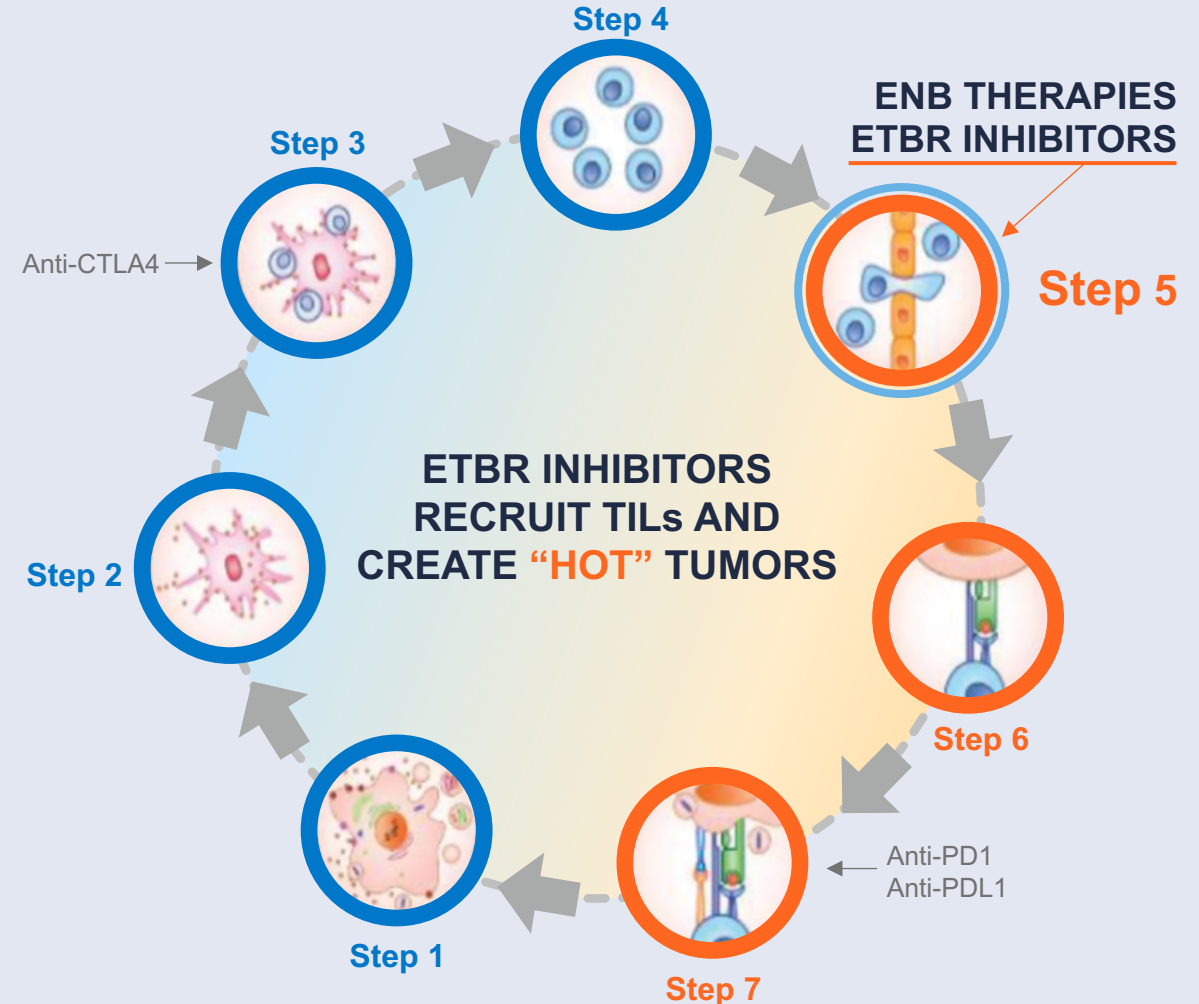 Step 4
ENB THERAPIES
ETBR INHIBITORS
Step 3
Anti-CTLA4
Step 5
ETBR INHIBITORS
RECRUIT TILs AND
CREATE “HOT” TUMORS
Step 2
Step 6
Anti-PD1
Anti-PDL1
Step 1
Step 7